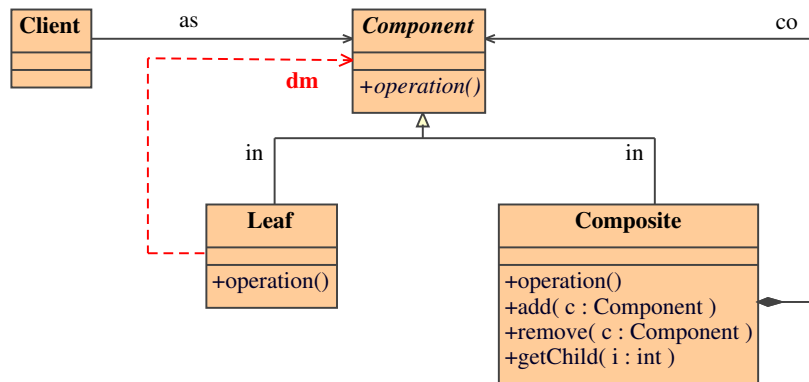 Client
as
Component
co
dm
+operation()
in
in
Leaf
+operation()
Composite
+operation()
+add( c : Component )
+remove( c : Component )
+getChild( i : int )